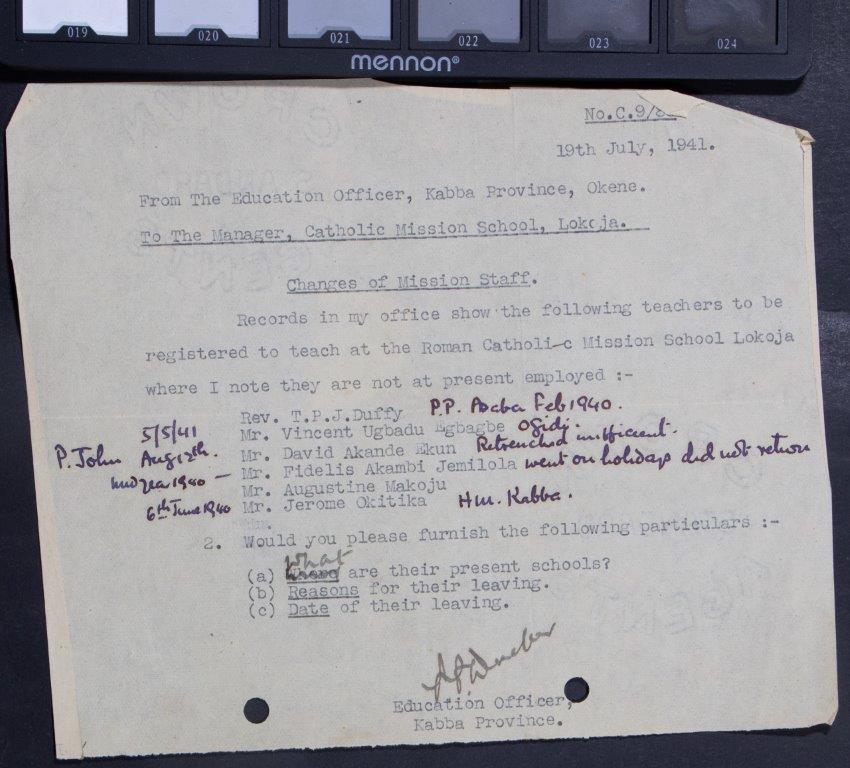 019 020 021 022 023 024
mennon®
No.C.9/8
19th July, 1941.
From The Education Officer, Kabba Province, Okene.
To The Manager, Catholic Mission School, Lokoja.
Changes of Mission Staff.
Records in my office show the following teachers to be
registered to teach at the Roman Catholi-c Mission School Lokoja
where I note they are not at present employed :-
Rev. T.P.J.Duffy P.P. Adaba Feb 1940.
5/5/41 Mr. Vincent Ugbadu Egbagbe Ogidi.
P. John Aug 12th. Mr. David Akande Ekun Retrenched inefficient.
mid year 1940 — Mr. Fidelis Akambi Jemilola went on holidays did not return
Mr. Augustine Makoju
6th June 1940 Mr. Jerome Okitika H.M. Kabba.
2. Would you please furnish the following particulars :-
what
(a) are their present schools?
(b) Reasons for their leaving.
(c) Date of their leaving.
Education Officer,
Kabba Province.